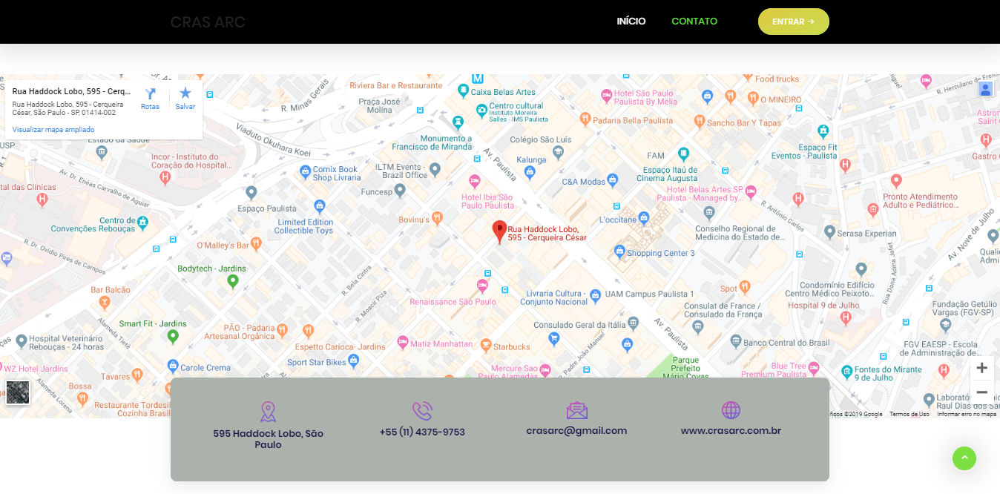 CRAS ARC
INÍCIO
CONTATO
ENTRAR →
Rua Haddock Lobo, 595 - Cerq...
Rua Haddock Lobo, 595 - Cerqueira
César, São Paulo - SP, 01414-002
Rotas
Salvar
Visualizar mapa ampliado
Riviera Bar e Restaurante
Caixa Belas Artes
Praça José
Molina
R. Minas Gerais
Centro cultural
Instituto Moreira
Salles - IMS Paulista
Hotel São Paulo
Paulista By Melia
Padaria Bella Paulista
Food trucks
O MINEIRO
Sancho Bar Y Tapas
R. Herculano de Freitas
Astron
Saint
Estado da Saúde
USP
R. 1
Viaduto Okuhara Koei
Monumento a
Francisco de Miranda
Colégio São Luís
Espaço Fit
Eventos - Paulista
Gastro C
Incor - Instituto do
Coração do Hospital...
Comix Book
Shop Livraria
ILTM Events -
Brazil Office
Av. Paulista
Kalunga
FAM
Espaço Itaú de
Cinema Augusta
tal das Clínicas
Av. Dr. Enéas Carvalho de Aguiar
Funcesp
Hotel Ibis São
Paulo Paulista
C&A Modas
Hotel Belas Artes SP
Paulista - Managed by...
Pronto Atendimento
Adulto e Pediátrico...
Espaço Paulista
Centro de
Convenções Rebouças
Limited Edition
Collectible Toys
Bovinu's
L'occitane
R. Antônio Carlos
Av. Nove de Julho
Rua Haddock Lobo,
595 - Cerqueira César
Conselho Regional de
Medicina do Estado de...
Serasa Experian
R. Dr. Ovídio Pires de Campos
O'Malley's Bar
Shopping Center 3
Qualic
Admi
Bodytech - Jardins
R. Bela Cintra
Rua Dona Adma Jafet
Bar Balcão
R. Moacir Piza
Renaissance São Paulo
Livraria Cultura -
Conjunto Nacional
UAM Campus Paulista 1
Spot
Condomínio Edifício
Centro Médico Peixoto...
Consulat de France /
Consulado da França
Hospital 9 de Julho
Fundação Getúlio
Vargas (FGV-SP)
Smart Fit - Jardins
Alameda Tietê
PÃO - Padaria
Artesanal Orgânica
Consulado Geral da Itália
Av. Paulista
ças
Hospital Veterinário
Rebouças - 24 horas
Espetto Carioca- Jardins
Matiz Manhattan
Starbucks
R. Padre João Manuel
Banco Central do Brasil
FGV EAESP - Escola
de Administração de...
WZ Hotel Jardins
Carole Crema
Sport Star Bikes
Mercure Sao
Paulo Alamedas
Parque
Prefeito
Mário Covas
Blue Tree
Premium Paulista
Fontes do Mirante
9 de Julho
Tavares
Alameda Lorena
Bossa
Restaurante Tordesil
Cozinha Brasil
Laboratóri
Raul Dias dos Sa
ficos ©2019 Google
Termos de Uso
Informar erro no mapa
595 Haddock Lobo, São
Paulo
+55 (11) 4375-9753
crasarc@gmail.com
www.crasarc.com.br